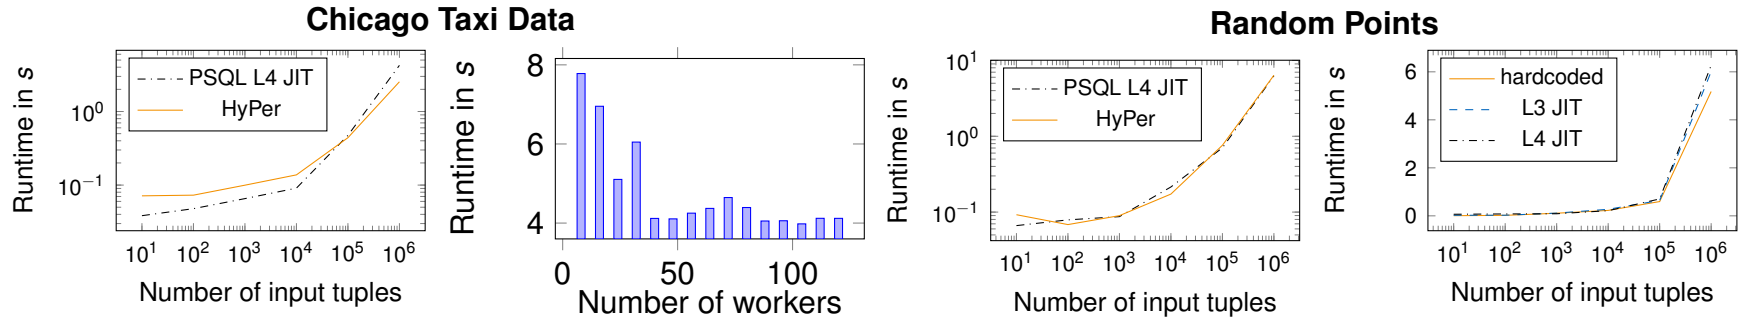 Chicago Taxi Data
Random Points
Runtime in s
PSQL L4 JIT
HyPer
10^0
10^-1
10^1 10^2 10^3 10^4 10^5 10^6
Number of input tuples
Runtime in s
8
6
4
0 50 100
Number of workers
Runtime in s
PSQL L4 JIT
HyPer
10^1
10^0
10^-1
10^1 10^2 10^3 10^4 10^5 10^6
Number of input tuples
Runtime in s
hardcoded
L3 JIT
L4 JIT
6
4
2
0
10^1 10^2 10^3 10^4 10^5 10^6
Number of input tuples